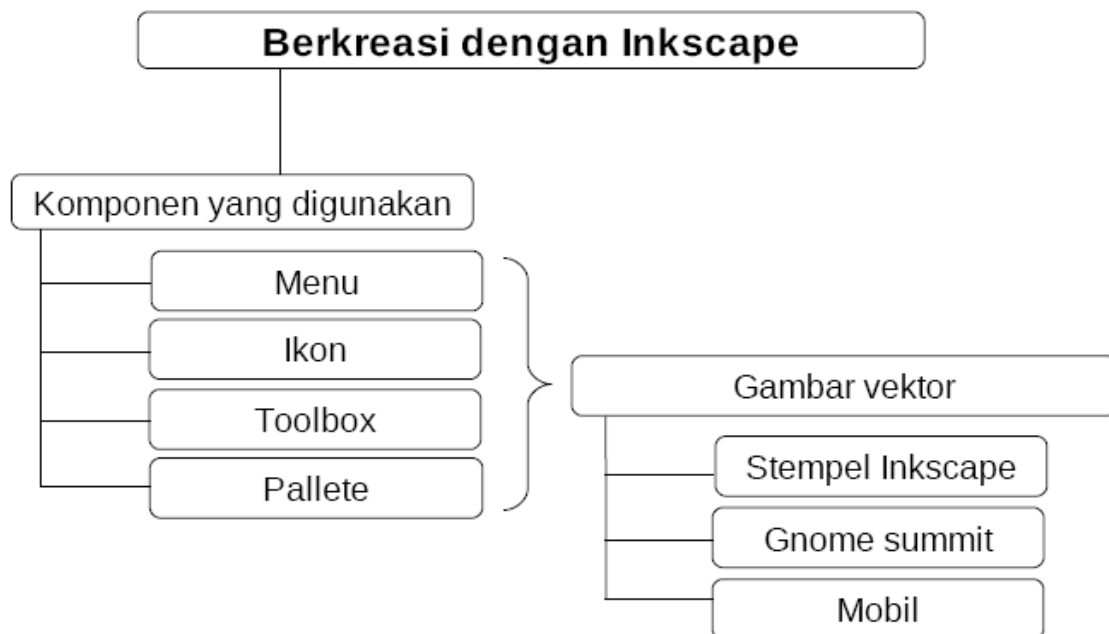 Berkreasi dengan Inkscape
Komponen yang digunakan
Menu
Ikon
Toolbox
Pallete
Gambar vektor
Stempel Inkscape
Gnome summit
Mobil